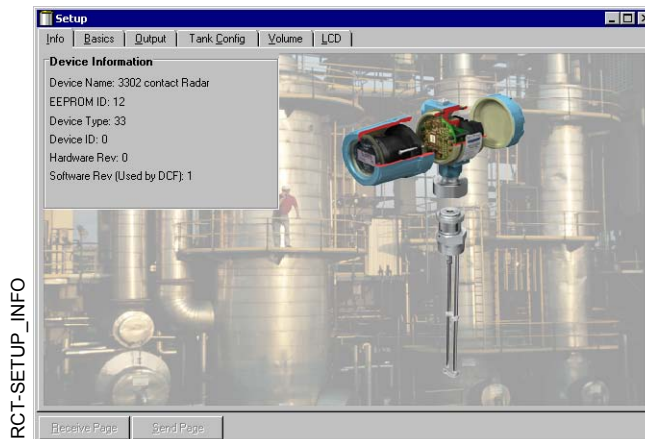 Setup
Info Basics Output Tank Config Volume LCD
Device Information
Device Name: 3302 contact Radar
EEPROM ID: 12
Device Type: 33
Device ID: 0
Hardware Rev: 0
Software Rev (Used by DCF): 1
RCT-SETUP_INFO
Receive Page Send Page